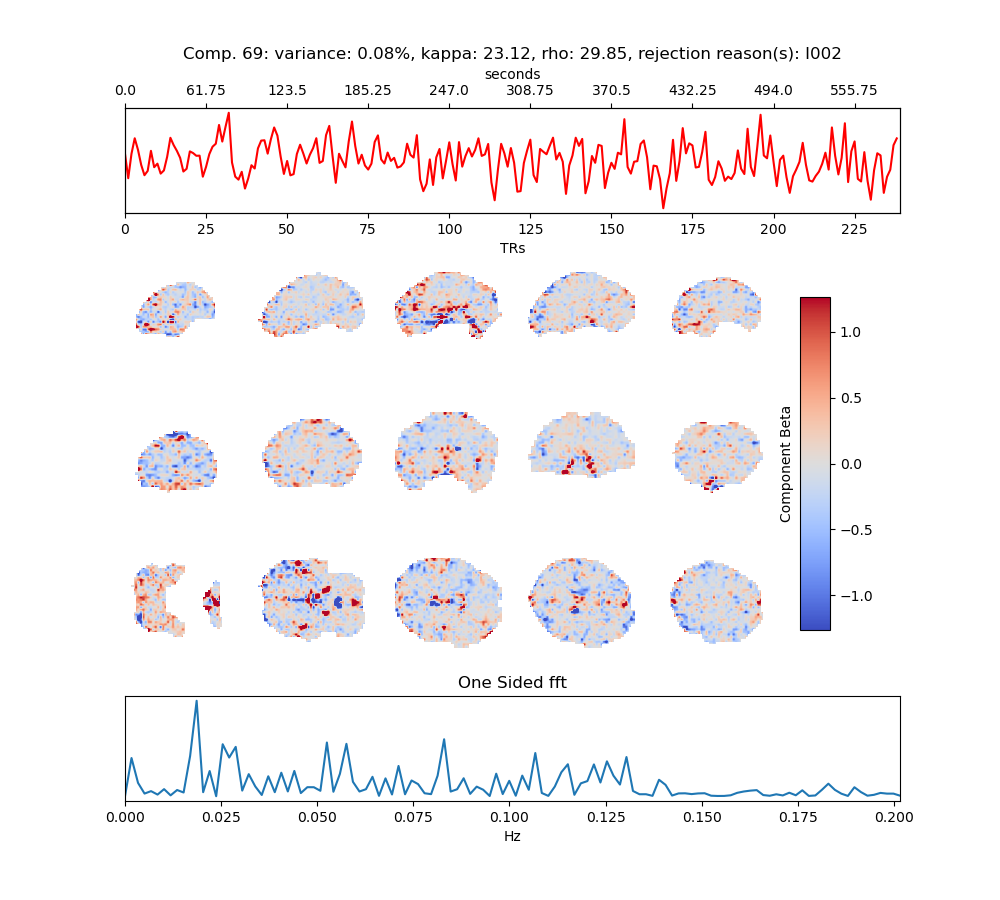 Comp. 69: variance: 0.08%, kappa: 23.12, rho: 29.85, rejection reason(s): I002
seconds
0.0 61.75 123.5 185.25 247.0 308.75 370.5 432.25 494.0 555.75
0 25 50 75 100 125 150 175 200 225
TRs
1.0
0.5
0.0
−0.5
−1.0
Component Beta
One Sided fft
0.000 0.025 0.050 0.075 0.100 0.125 0.150 0.175 0.200
Hz